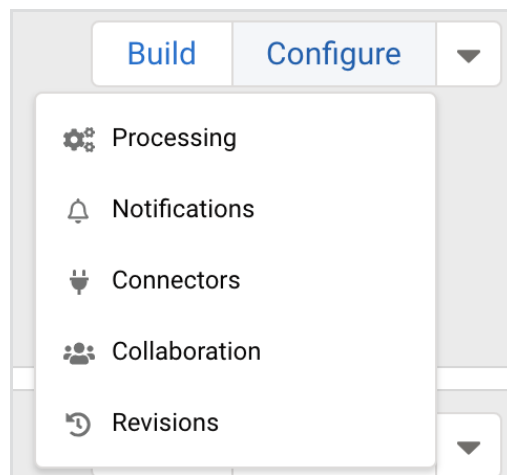 Build Configure
Processing
Notifications
Connectors
Collaboration
Revisions